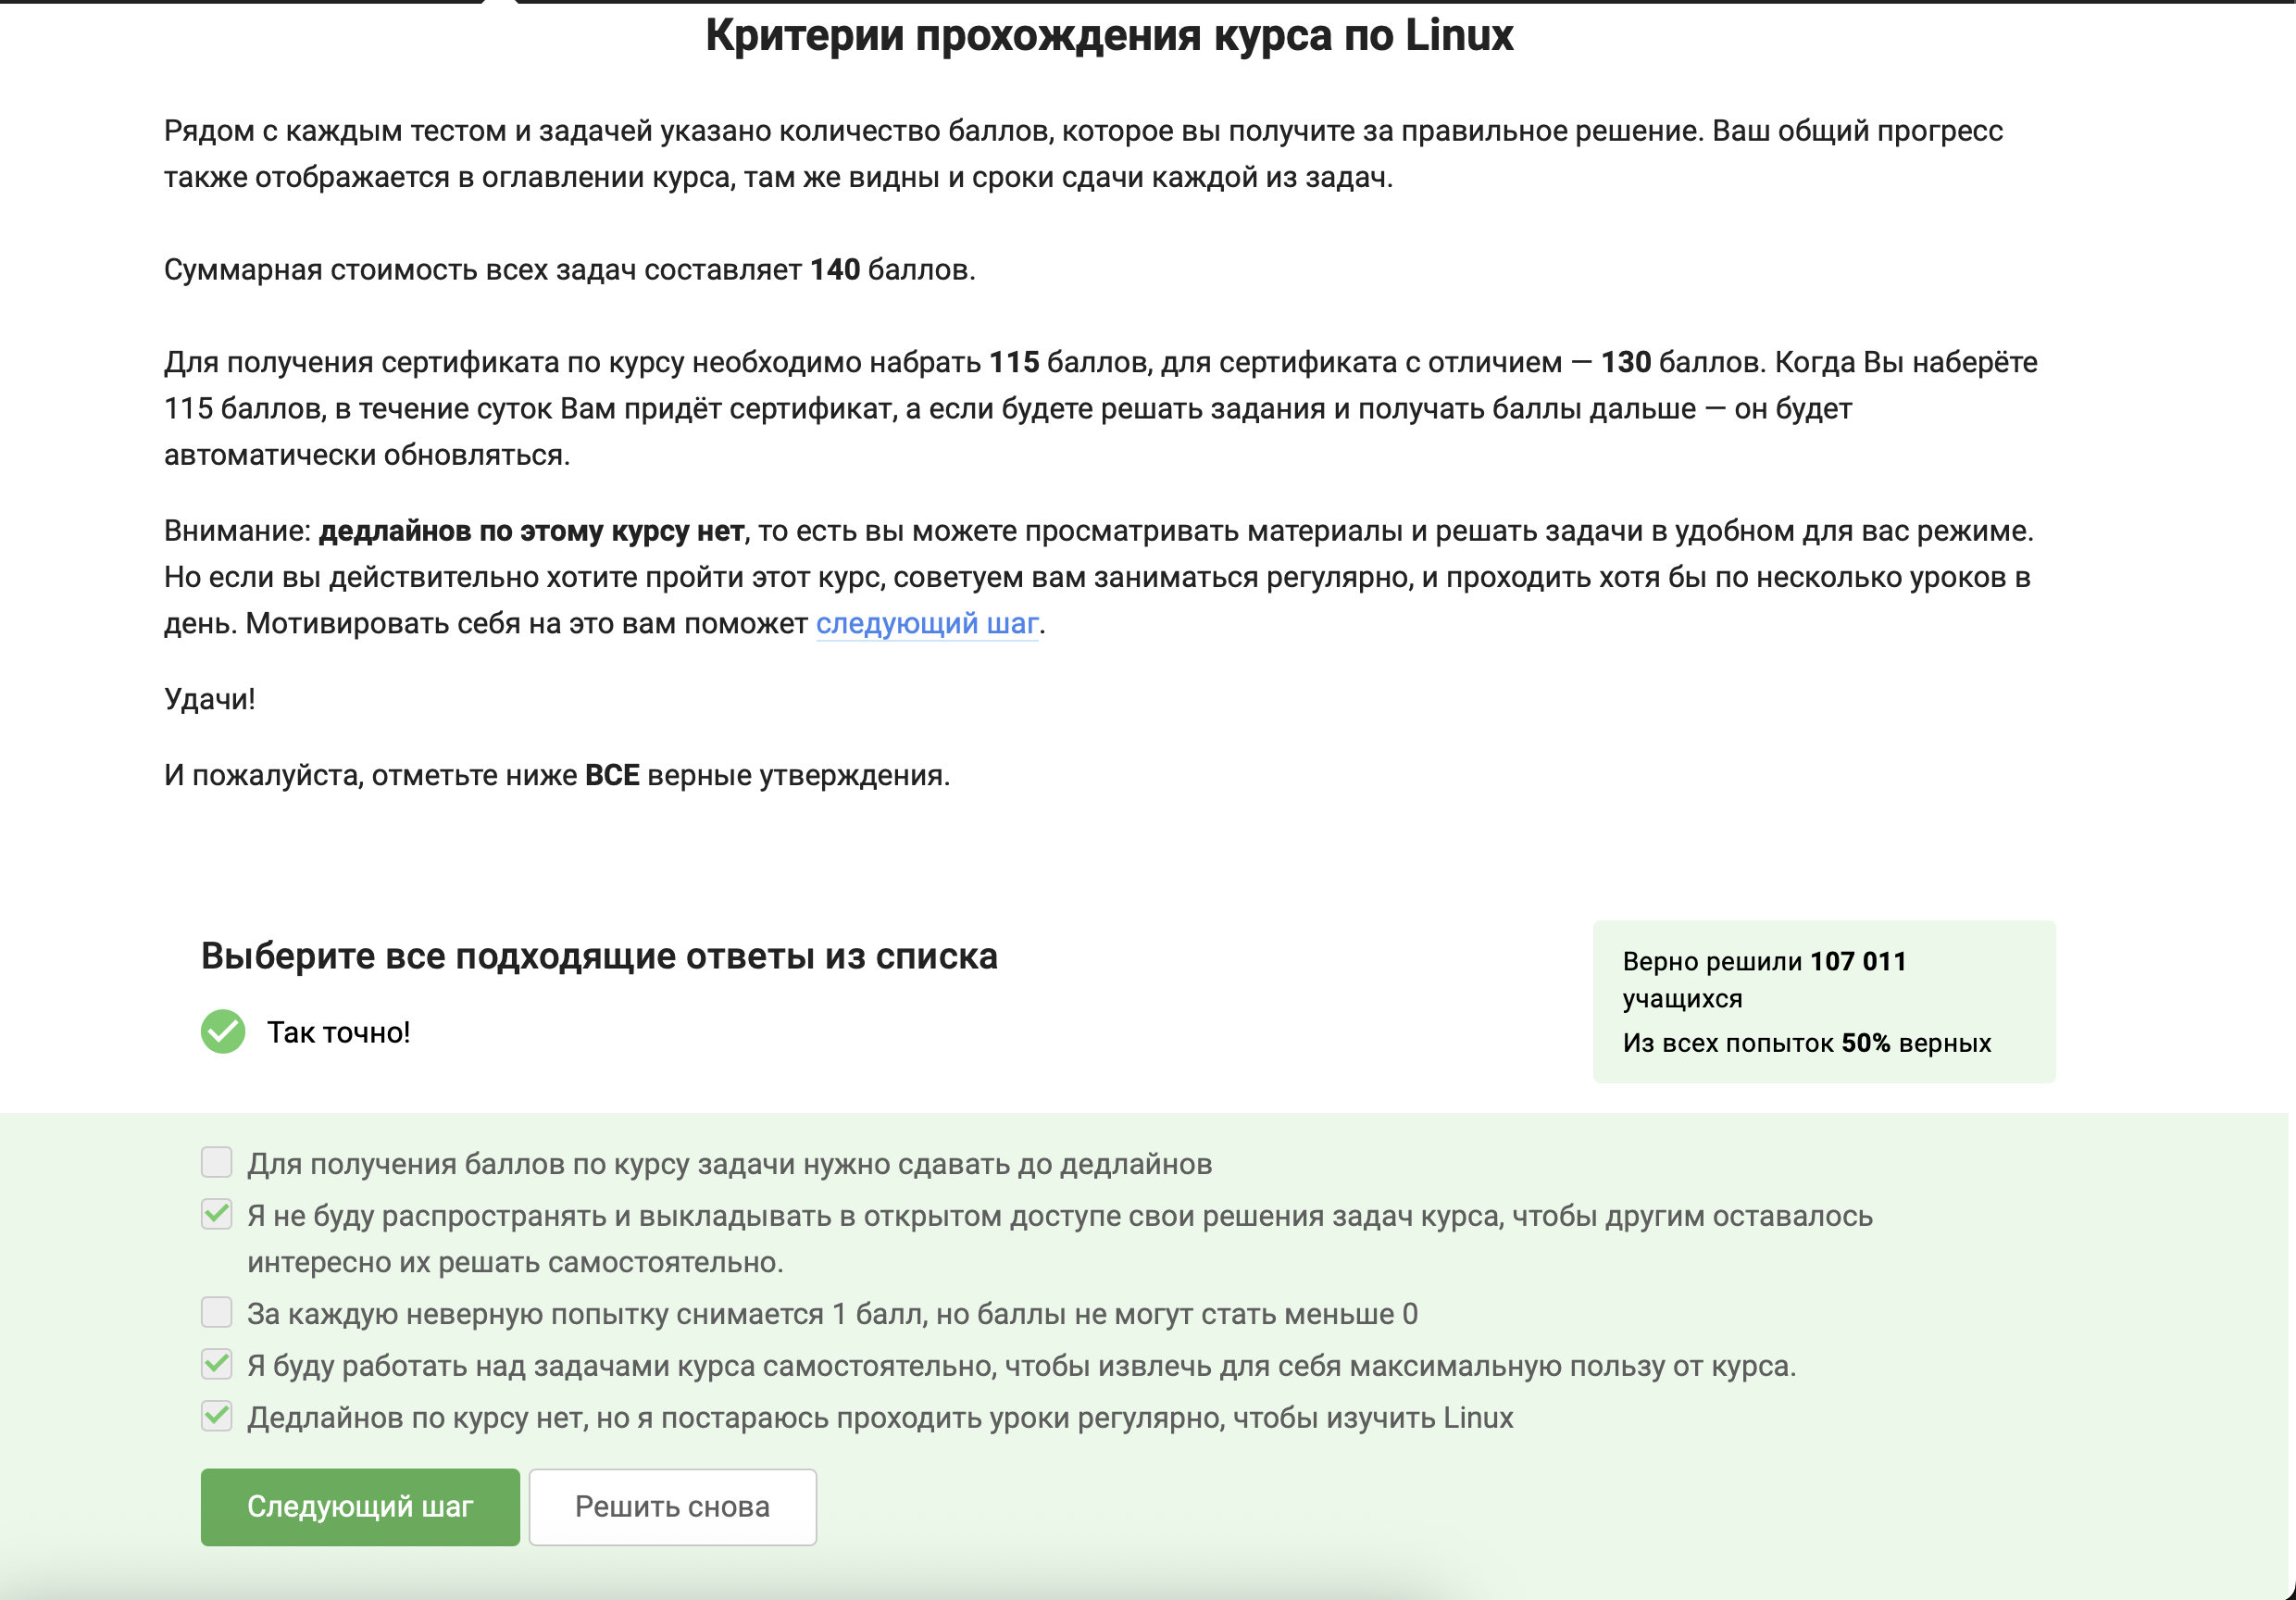 Критерии прохождения курса по Linux
Рядом с каждым тестом и задачей указано количество баллов, которое вы получите за правильное решение. Ваш общий прогресс
также отображается в оглавлении курса, там же видны и сроки сдачи каждой из задач.
Суммарная стоимость всех задач составляет 140 баллов.
Для получения сертификата по курсу необходимо набрать 115 баллов, для сертификата с отличием — 130 баллов. Когда Вы наберёте
115 баллов, в течение суток Вам придёт сертификат, а если будете решать задания и получать баллы дальше — он будет
автоматически обновляться.
Внимание: дедлайнов по этому курсу нет, то есть вы можете просматривать материалы и решать задачи в удобном для вас режиме.
Но если вы действительно хотите пройти этот курс, советуем вам заниматься регулярно, и проходить хотя бы по несколько уроков в
день. Мотивировать себя на это вам поможет следующий шаг.
Удачи!
И пожалуйста, отметьте ниже ВСЕ верные утверждения.
Выберите все подходящие ответы из списка
Так точно!
Верно решили 107 011
учащихся
Из всех попыток 50% верных
Для получения баллов по курсу задачи нужно сдавать до дедлайнов
Я не буду распространять и выкладывать в открытом доступе свои решения задач курса, чтобы другим оставалось
интересно их решать самостоятельно.
За каждую неверную попытку снимается 1 балл, но баллы не могут стать меньше 0
Я буду работать над задачами курса самостоятельно, чтобы извлечь для себя максимальную пользу от курса.
Дедлайнов по курсу нет, но я постараюсь проходить уроки регулярно, чтобы изучить Linux
Следующий шаг
Решить снова